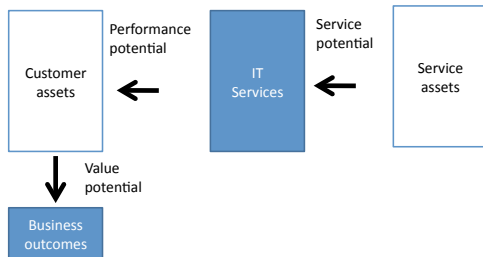 Performance
potential
Service
potential
Customer
assets
IT
Services
Service
assets
Value
potential
Business
outcomes